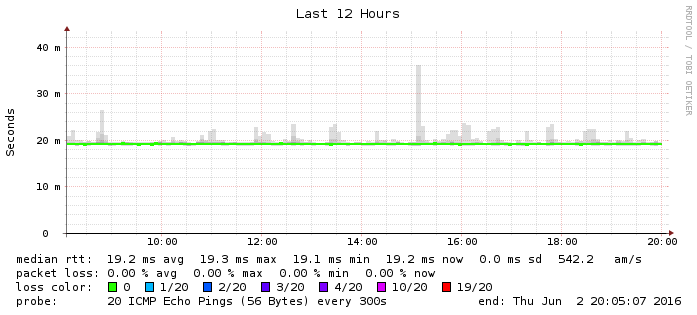 Last 12 Hours
RRDTOOL / TOBI OETIKER
Seconds
40 m
30 m
20 m
10 m
0
10:00 12:00 14:00 16:00 18:00 20:00
median rtt: 19.2 ms avg 19.3 ms max 19.1 ms min 19.2 ms now 0.0 ms sd 542.2 am/s
packet loss: 0.00 % avg 0.00 % max 0.00 % min 0.00 % now
loss color: 0 1/20 2/20 3/20 4/20 10/20 19/20
probe: 20 ICMP Echo Pings (56 Bytes) every 300s end: Thu Jun 2 20:05:07 2016